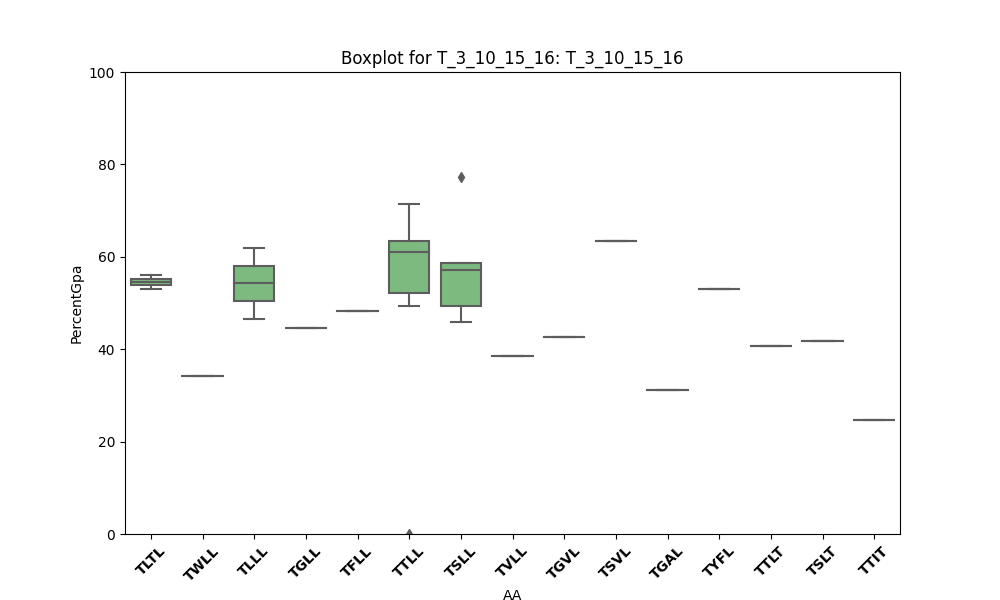 Boxplot for T_3_10_15_16: T_3_10_15_16
100
80
60
40
20
0
PercentGpa
TLTL
TWLL
TLLL
TGLL
TFLL
TTLL
TSLL
TVLL
TGVL
TSVL
TGAL
TYFL
TTLT
TSLT
TTIT
AA